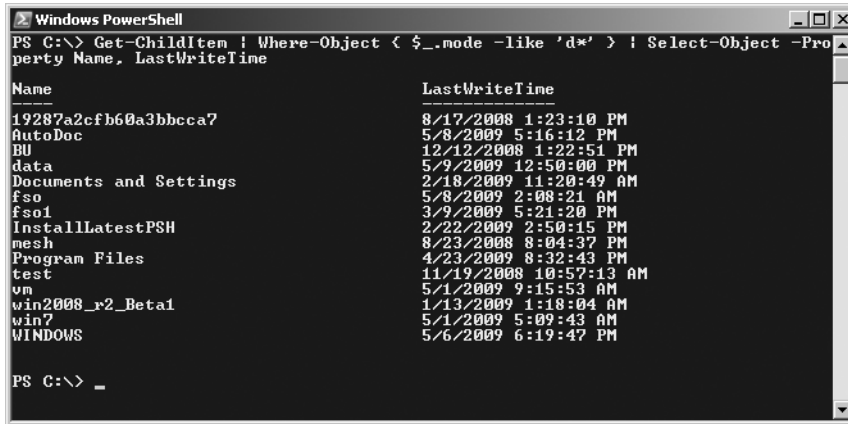 Windows PowerShell
PS C:\> Get-ChildItem | Where-Object { $_.mode -like 'd*' } | Select-Object -Pro
perty Name, LastWriteTime
Name LastWriteTime
---- -------------
19287a2cfb60a3bbcca7 8/17/2008 1:23:10 PM
AutoDoc 5/8/2009 5:16:12 PM
BU 12/12/2008 1:22:51 PM
data 5/9/2009 12:50:00 PM
Documents and Settings 2/18/2009 11:20:49 AM
fso 5/8/2009 2:08:21 AM
fso1 3/9/2009 5:21:20 PM
InstallLatestPSH 2/22/2009 2:50:15 PM
mesh 8/23/2008 8:04:37 PM
Program Files 4/23/2009 8:32:43 PM
test 11/19/2008 10:57:13 AM
vm 5/1/2009 9:15:53 AM
win2008_r2_Beta1 1/13/2009 1:18:04 AM
win7 5/1/2009 5:09:43 AM
WINDOWS 5/6/2009 6:19:47 PM
PS C:\> _